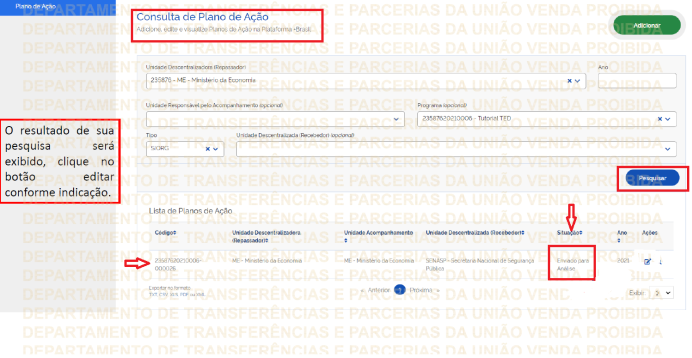 Plano de Ação
Consulta de Plano de Ação
Adicione, edite e visualize Planos de Ação na Plataforma +Brasil
Adicionar
Unidade Descentralizadora (Repassador)
Ano
235876 - ME - Ministério da Economia
Unidade Responsável pelo Acompanhamento (opcional)
Programa (opcional)
23587620210006 - Tutorial TED
Tipo
Unidade Descentralizada (Recebedor) (opcional)
SIORG
O resultado de sua
pesquisa será
exibido, clique no
botão editar
conforme indicação.
Pesquisar
Lista de Planos de Ação
Código
Unidade Descentralizadora (Repassador)
Unidade Acompanhamento
Unidade Descentralizada (Recebedor)
Situação
Ano
Ações
23587620210006-
000026
ME - Ministério da Economia
ME - Ministério da Economia
SENASP - Secretaria Nacional de Segurança
Pública
Enviado para
Análise
2021
Exportar no formato
« Anterior 1 Próximo »
Exibir
DEPARTAMENTO DE TRANSFERÊNCIAS E PARCERIAS DA UNIÃO VENDA PROIBIDA